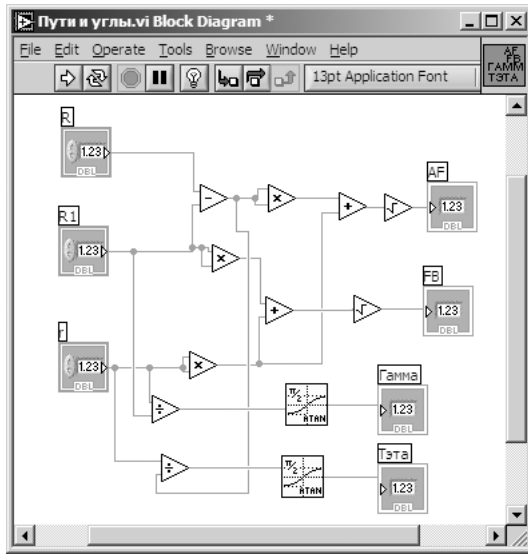 Пути и углы.vi Block Diagram *
File Edit Operate Tools Browse Window Help
13pt Application Font
AF
FB
ГАММ
ТЭТА
R
1.23
DBL
R1
1.23
DBL
r
1.23
DBL
AF
1.23
DBL
FB
1.23
DBL
Гамма
1.23
DBL
Тэта
1.23
DBL
π/2
ATAN
π/2
ATAN